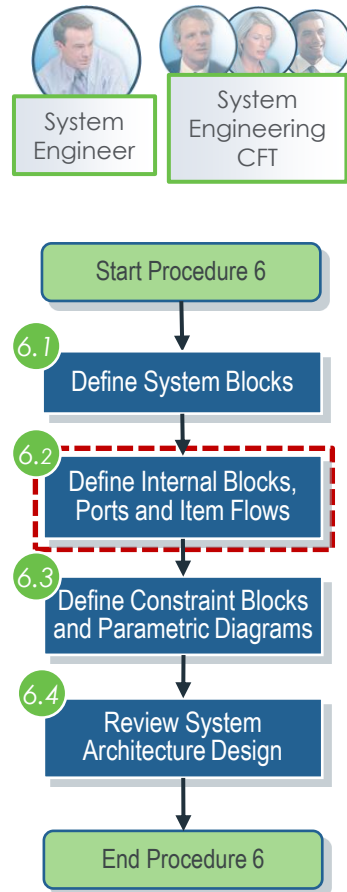 System
Engineer
System
Engineering
CFT
Start Procedure 6
6.1
Define System Blocks
6.2
Define Internal Blocks,
Ports and Item Flows
6.3
Define Constraint Blocks
and Parametric Diagrams
6.4
Review System
Architecture Design
End Procedure 6